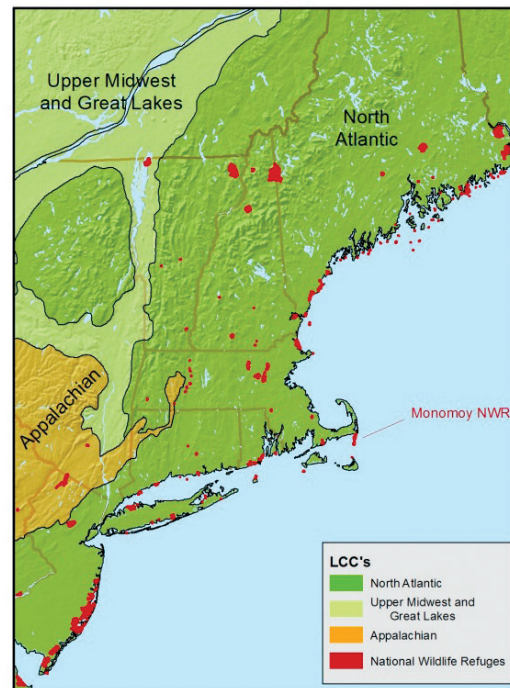 Upper Midwest
and Great Lakes
North
Atlantic
Appalachian
Monomoy NWR
LCC's
North Atlantic
Upper Midwest and
Great Lakes
Appalachian
National Wildlife Refuges